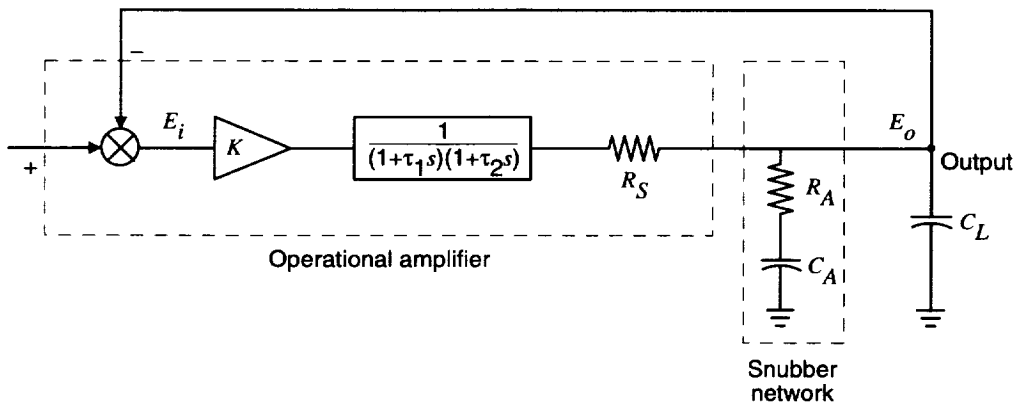 −
E_i
E_o
K
1
(1+τ_1s)(1+τ_2s)
Output
+
R_S
R_A
C_L
Operational amplifier
C_A
Snubber
network